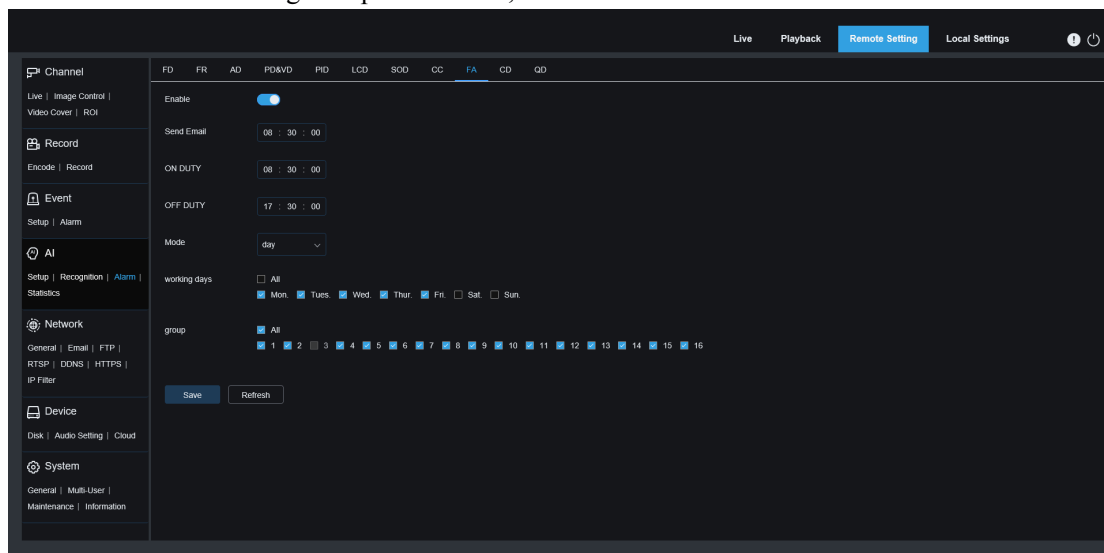 Live Playback Remote Setting Local Settings
Channel
Live | Image Control |
Video Cover | ROI
Record
Encode | Record
Event
Setup | Alarm
AI
Setup | Recognition | Alarm |
Statistics
Network
General | Email | FTP |
RTSP | DDNS | HTTPS |
IP Filter
Device
Disk | Audio Setting | Cloud
System
General | Multi-User |
Maintenance | Information
FD FR AD PD&VD PID LCD SOD CC FA CD QD
Enable
Send Email 08 : 30 : 00
ON DUTY 08 : 30 : 00
OFF DUTY 17 : 30 : 00
Mode day
working days All
Mon. Tues. Wed. Thur. Fri. Sat. Sun.
group All
1 2 3 4 5 6 7 8 9 10 11 12 13 14 15 16
Save Refresh